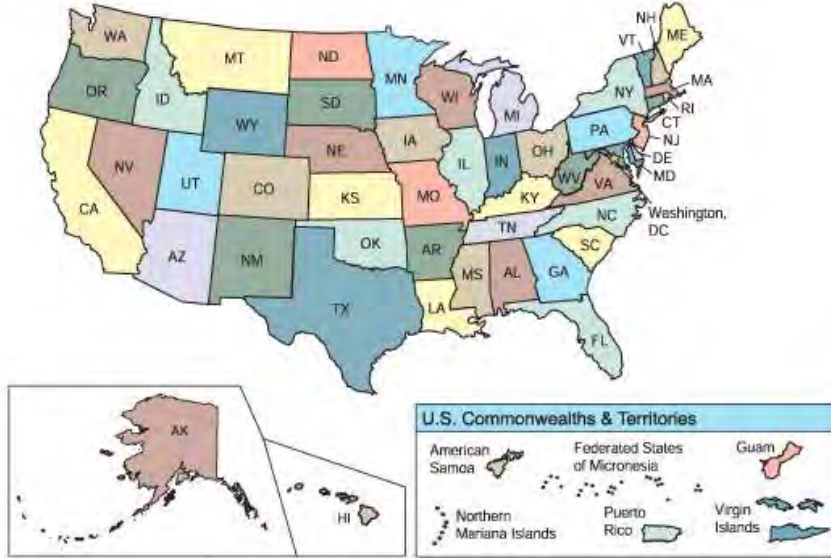 WA
MT
ND
MN
OR
ID
WY
SD
WI
MI
NY
VT
NH
ME
MA
RI
CT
NJ
DE
MD
Washington,
DC
PA
NV
UT
CO
NE
IA
IL
IN
OH
WV
VA
KY
CA
KS
MO
TN
NC
SC
AZ
NM
OK
AR
MS
AL
GA
TX
LA
FL
AK
HI
U.S. Commonwealths & Territories
American
Samoa
Federated States
of Micronesia
Guam
Northern
Mariana Islands
Puerto
Rico
Virgin
Islands